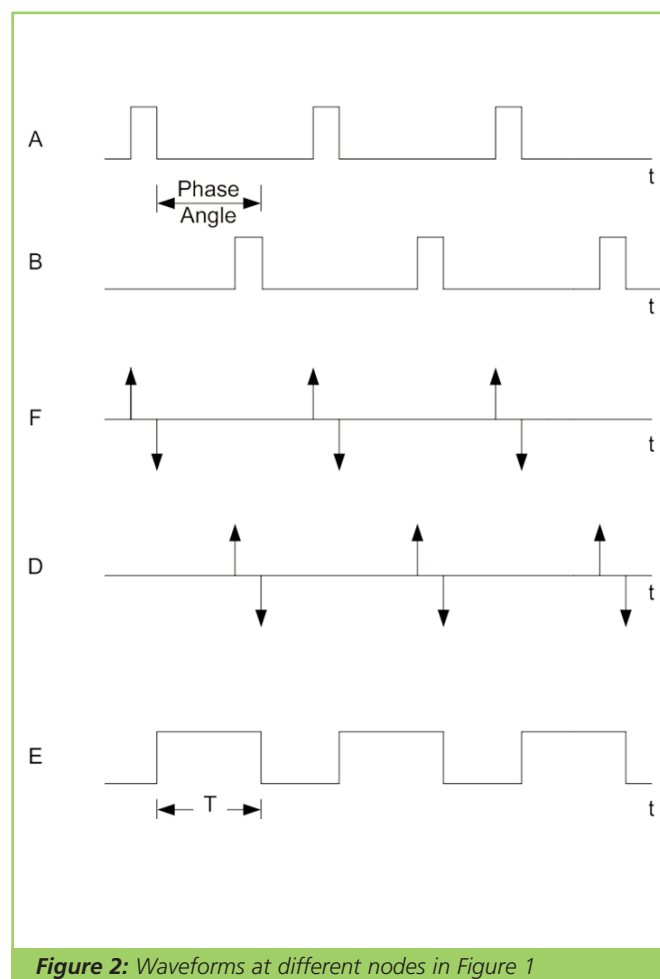 A
t
Phase
Angle
B
t
F
t
D
t
E
T
t
Figure 2: Waveforms at different nodes in Figure 1